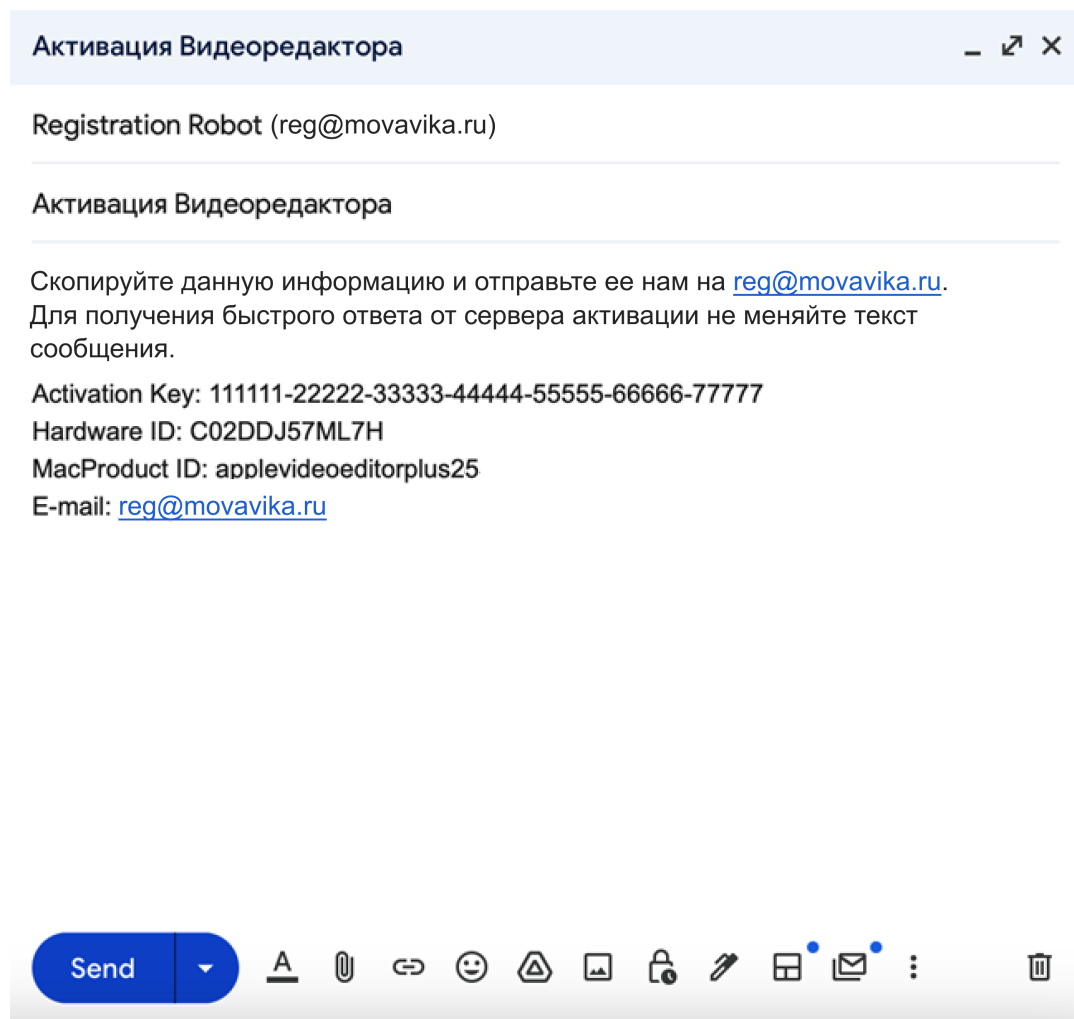 Активация Видеоредактора
Registration Robot (reg@movavika.ru)
Активация Видеоредактора
Скопируйте данную информацию и отправьте ее нам на reg@movavika.ru.
Для получения быстрого ответа от сервера активации не меняйте текст
сообщения.
Activation Key: 111111-22222-33333-44444-55555-66666-77777
Hardware ID: C02DDJ57ML7H
MacProduct ID: applevideoeditorplus25
E-mail: reg@movavika.ru
Send